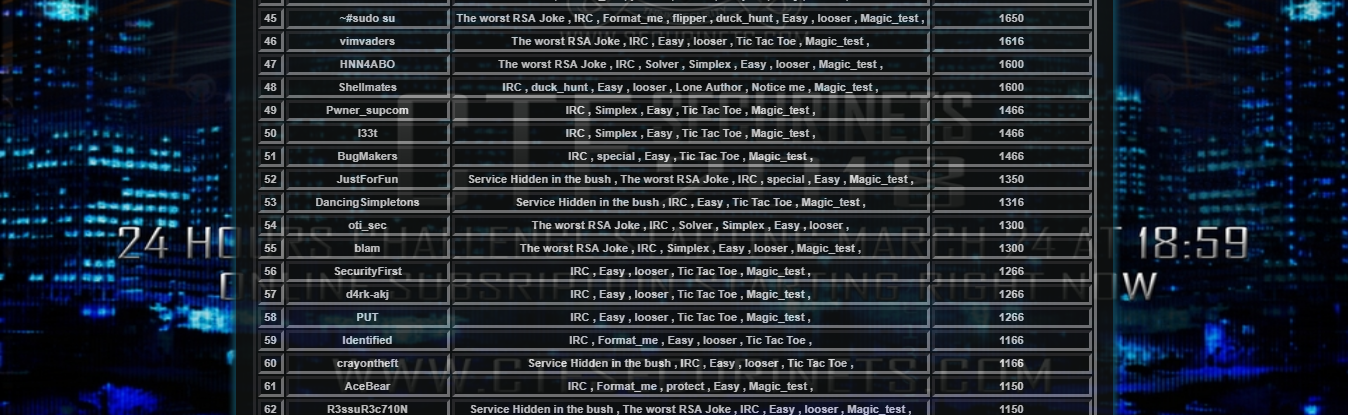 45 ~#sudo su The worst RSA Joke , IRC , Format_me , flipper , duck_hunt , Easy , looser , Magic_test , 1650
46 vimvaders The worst RSA Joke , IRC , Easy , looser , Tic Tac Toe , Magic_test , 1616
47 HNN4ABO The worst RSA Joke , IRC , Solver , Simplex , Easy , looser , Magic_test , 1600
48 Shellmates IRC , duck_hunt , Easy , looser , Lone Author , Notice me , Magic_test , 1600
49 Pwner_supcom IRC , Simplex , Easy , Tic Tac Toe , Magic_test , 1466
50 l33t IRC , Simplex , Easy , Tic Tac Toe , Magic_test , 1466
51 BugMakers IRC , special , Easy , Tic Tac Toe , Magic_test , 1466
52 JustForFun Service Hidden in the bush , The worst RSA Joke , IRC , special , Easy , Magic_test , 1350
53 DancingSimpletons Service Hidden in the bush , IRC , Easy , Tic Tac Toe , Magic_test , 1316
54 oti_sec The worst RSA Joke , IRC , Solver , Simplex , Easy , looser , 1300
55 blam The worst RSA Joke , IRC , Simplex , Easy , looser , Magic_test , 1300
56 SecurityFirst IRC , Easy , looser , Tic Tac Toe , Magic_test , 1266
57 d4rk-akj IRC , Easy , looser , Tic Tac Toe , Magic_test , 1266
58 PUT IRC , Easy , looser , Tic Tac Toe , Magic_test , 1266
59 Identified IRC , Format_me , Easy , looser , Tic Tac Toe , 1166
60 crayontheft Service Hidden in the bush , IRC , Easy , looser , Tic Tac Toe , 1166
61 AceBear IRC , Format_me , protect , Easy , Magic_test , 1150
62 R3ssuR3c710N Service Hidden in the bush , The worst RSA Joke , IRC , Easy , looser , Magic_test , 1150
24 HOURS 18:59
NOW